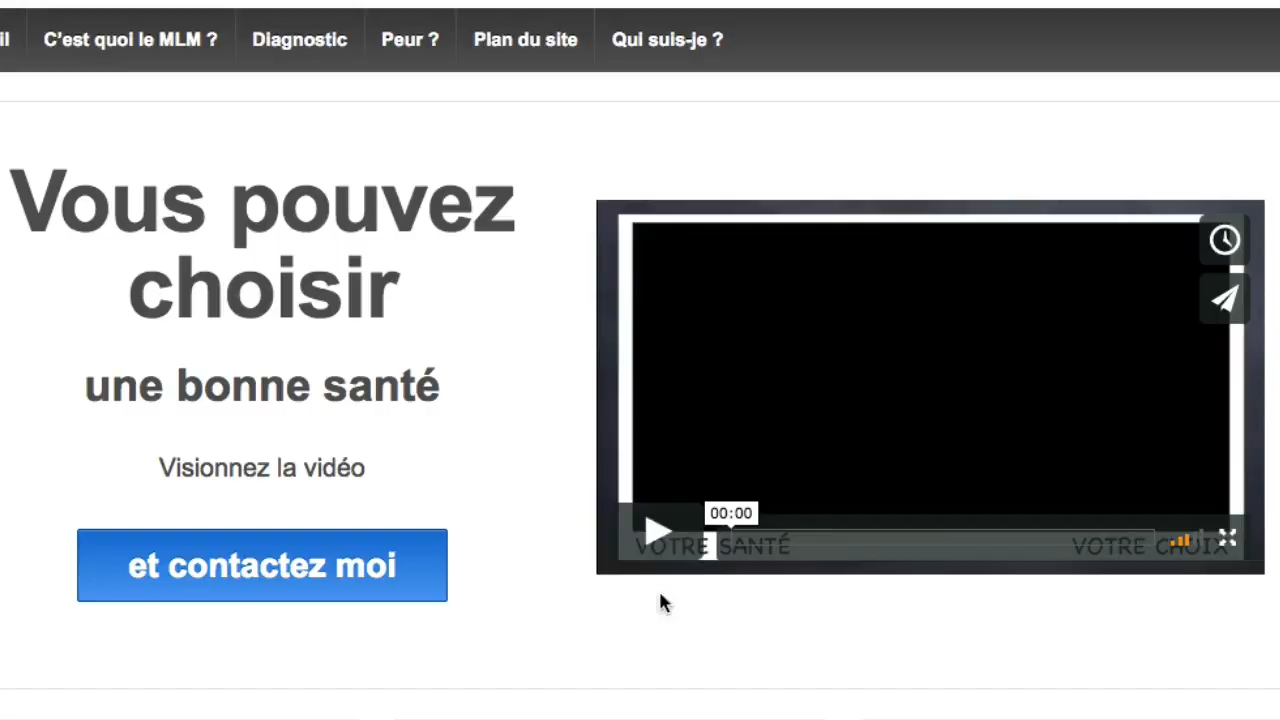 il C'est quoi le MLM ? Diagnostic Peur ? Plan du site Qui suis-je ?
Vous pouvez
choisir
une bonne santé
Visionnez la vidéo
et contactez moi
00:00
VOTRE SANTÉ VOTRE CHOIX